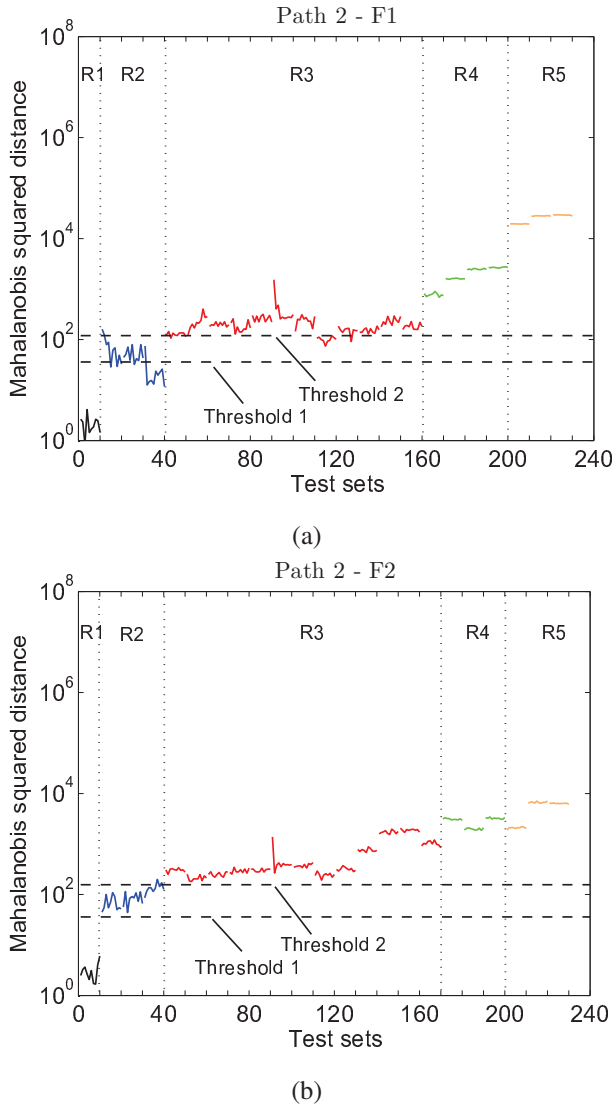 Path 2 - F1
10^8
10^6
10^4
10^2
10^0
Mahalanobis squared distance
R1 R2 R3 R4 R5
Threshold 2
Threshold 1
0 40 80 120 160 200 240
Test sets
(a)
Path 2 - F2
10^8
10^6
10^4
10^2
10^0
Mahalanobis squared distance
R1 R2 R3 R4 R5
Threshold 2
Threshold 1
0 40 80 120 160 200 240
Test sets
(b)